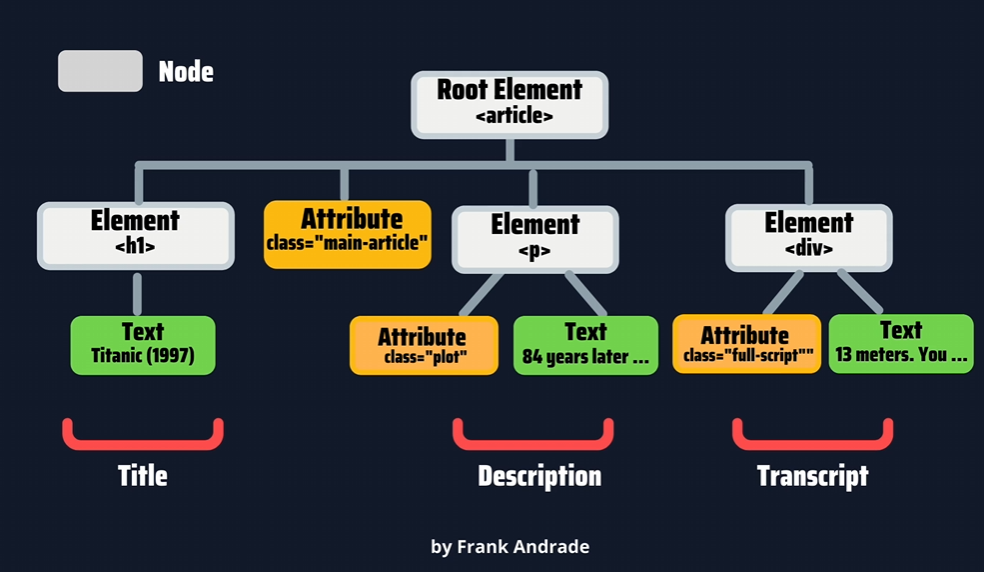 Node
Root Element
<article>
Element
<h1>
Attribute
class="main-article"
Element
<p>
Element
<div>
Text
Titanic (1997)
Attribute
class="plot"
Text
84 years later ...
Attribute
class="full-script""
Text
13 meters. You ...
Title
Description
Transcript
by Frank Andrade